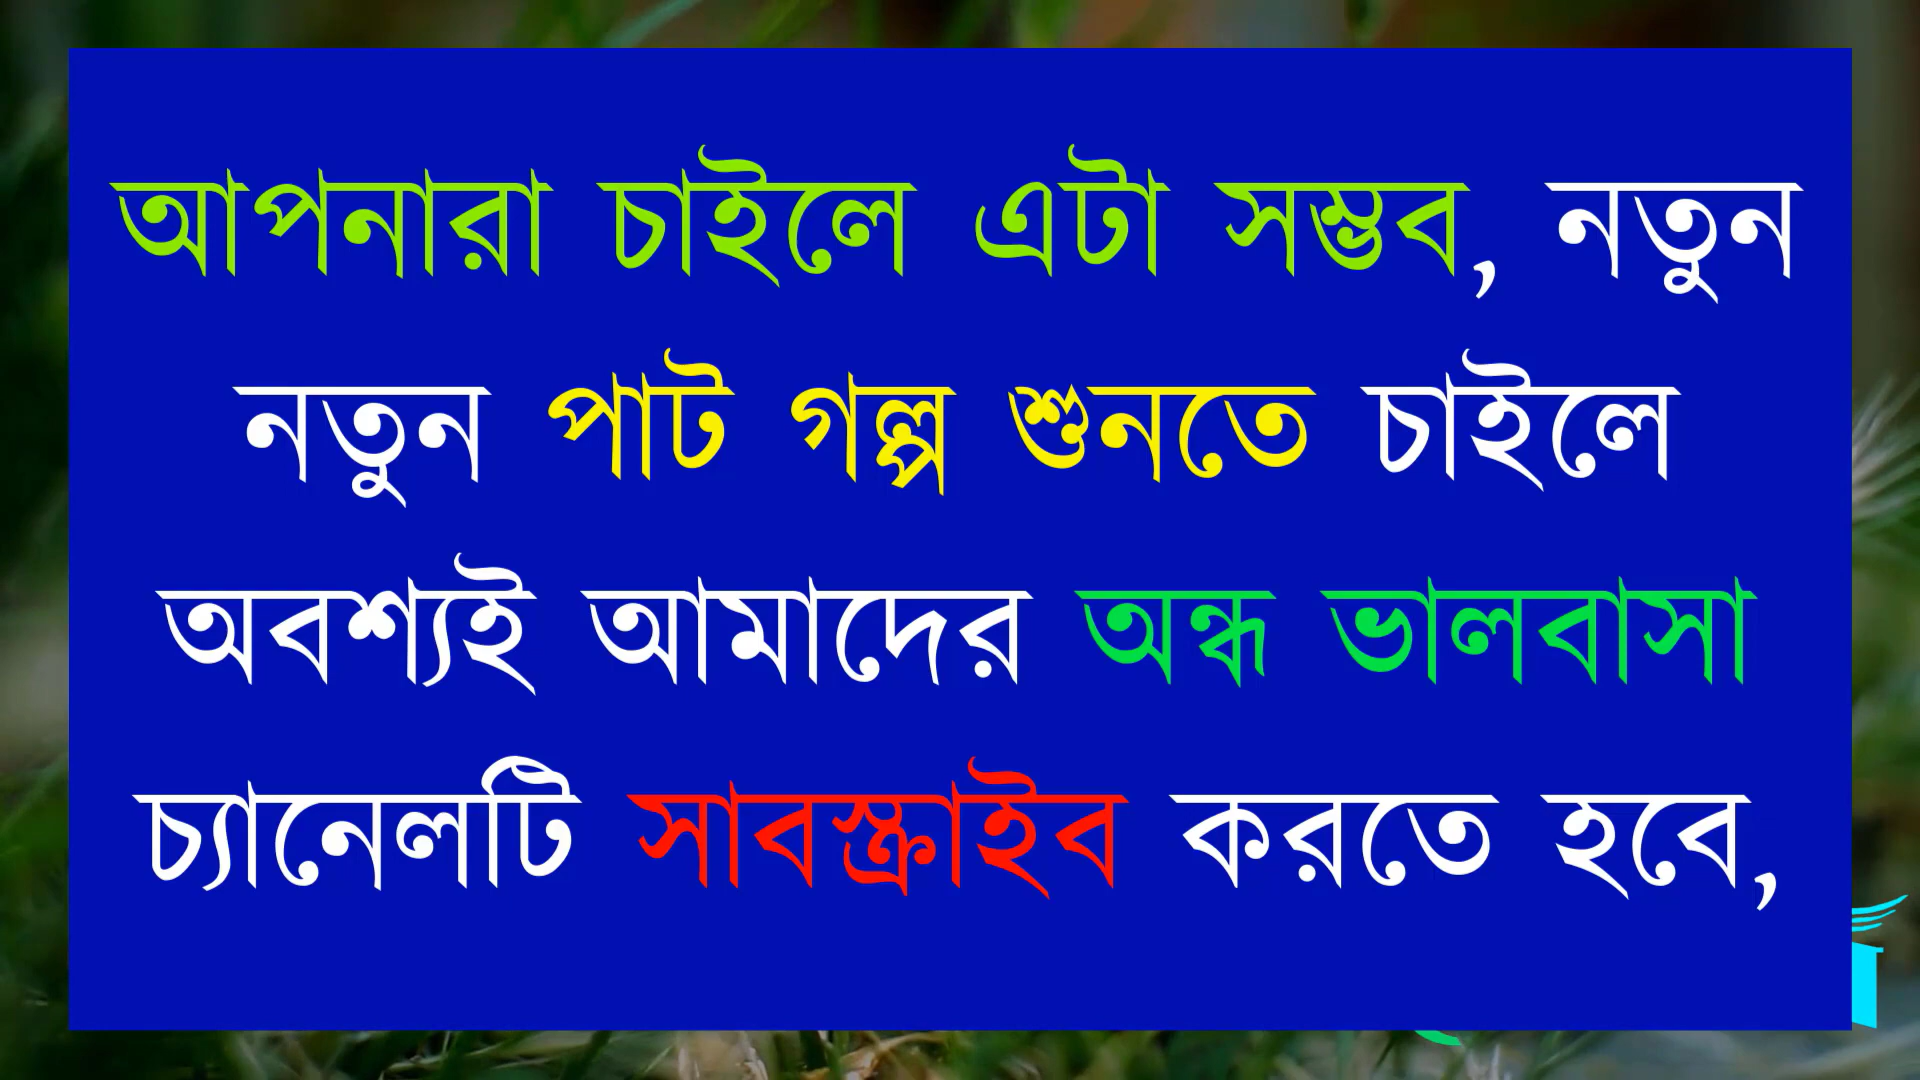 আপনারা চাইলে এটা সম্ভব, নতুন
নতুন পাট গল্প শুনতে চাইলে
অবশ্যই আমাদের অন্ধ ভালবাসা
চ্যানেলটি সাবস্ক্রাইব করতে হবে,